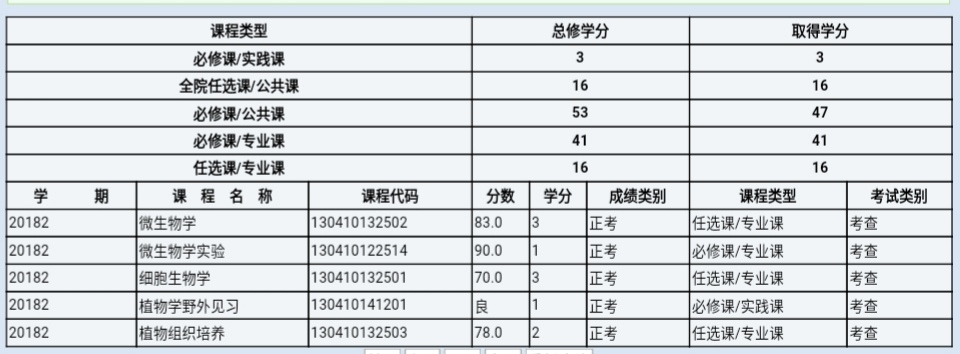 课程类型 总修学分 取得学分
必修课/实践课 3 3
全院任选课/公共课 16 16
必修课/公共课 53 47
必修课/专业课 41 41
任选课/专业课 16 16
学 期 课 程 名 称 课程代码 分数 学分 成绩类别 课程类型 考试类别
20182 微生物学 130410132502 83.0 3 正考 任选课/专业课 考查
20182 微生物学实验 130410122514 90.0 1 正考 必修课/专业课 考查
20182 细胞生物学 130410132501 70.0 3 正考 任选课/专业课 考查
20182 植物学野外见习 130410141201 良 1 正考 必修课/实践课 考查
20182 植物组织培养 130410132503 78.0 2 正考 任选课/专业课 考查